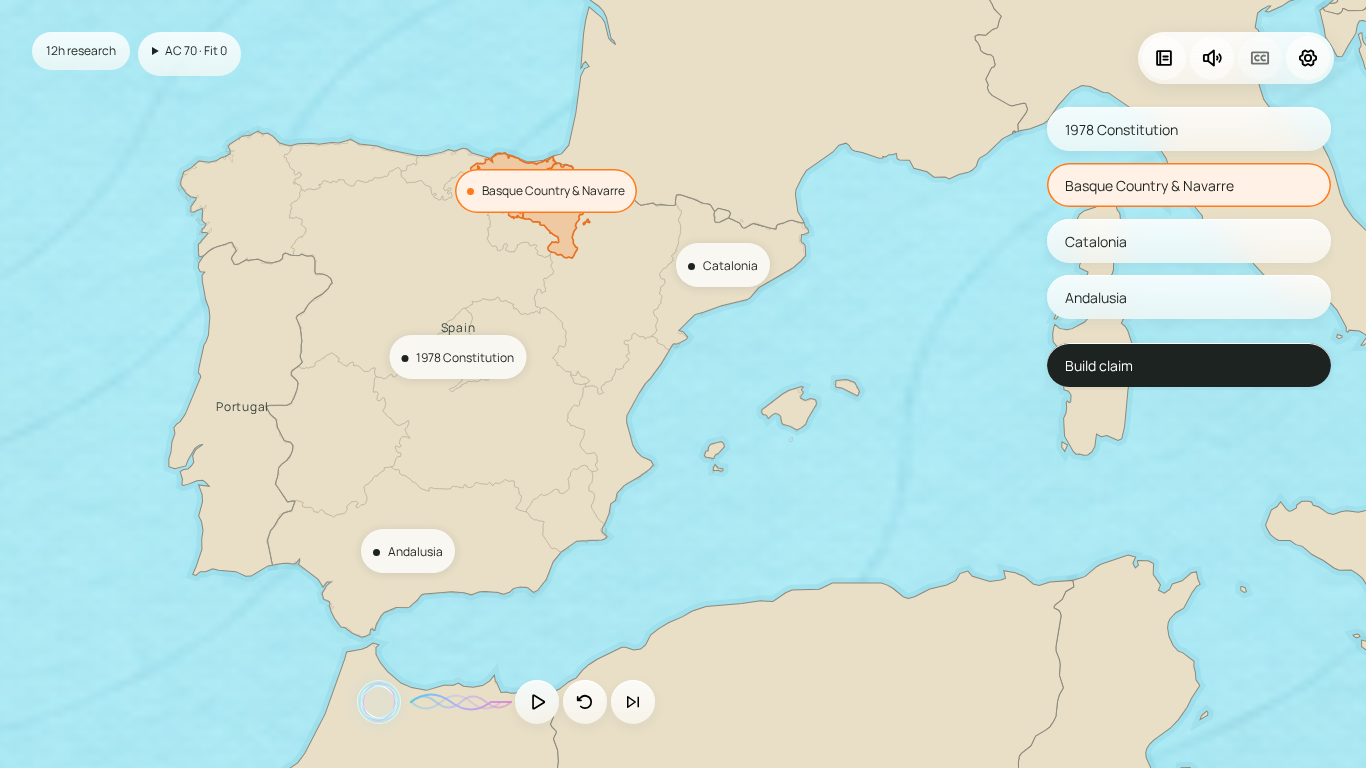 12h research
AC 70 · Fit 0
CC
1978 Constitution
Basque Country & Navarre
Catalonia
Andalusia
Build claim
Basque Country & Navarre
Catalonia
Spain
1978 Constitution
Portugal
Andalusia